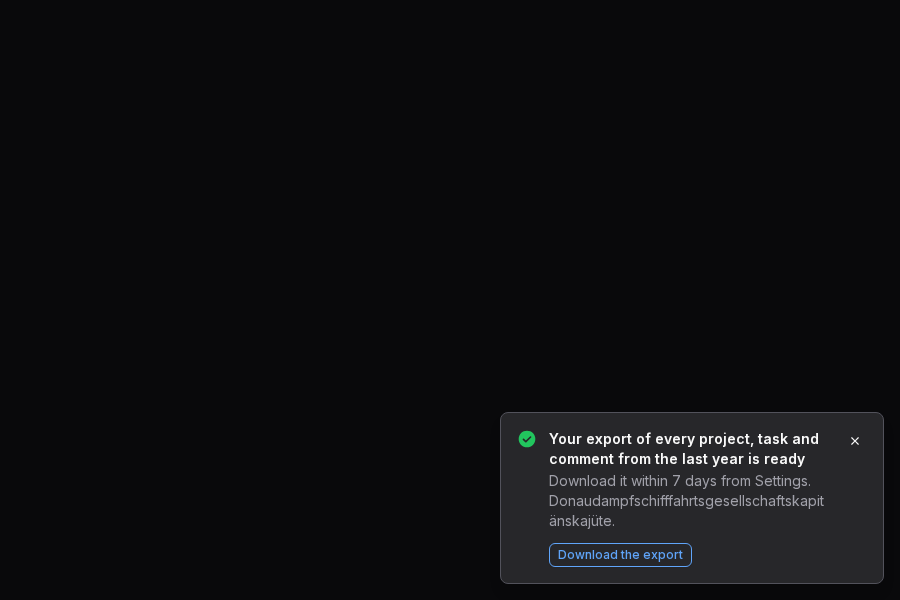 Your export of every project, task and
comment from the last year is ready
Download it within 7 days from Settings.
Donaudampfschifffahrtsgesellschaftskapit
änskajüte.
Download the export